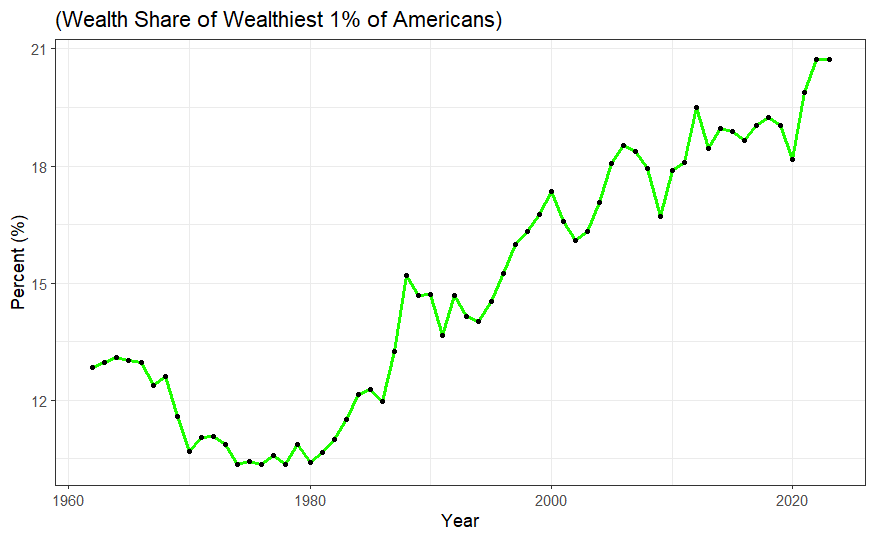 (Wealth Share of Wealthiest 1% of Americans)
21
18
15
12
Percent (%)
1960 1980 2000 2020
Year